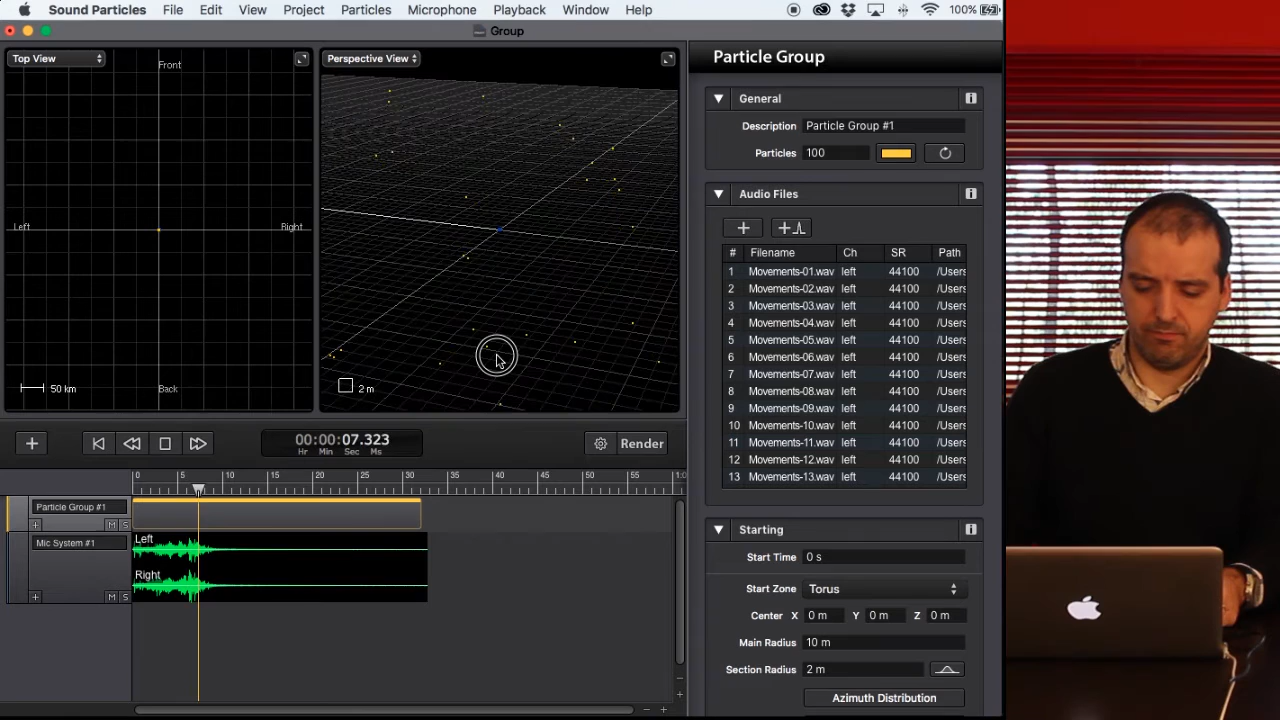 Sound Particles File Edit View Project Particles Microphone Playback Window Help 100%
Group
Top View
Front
Left
Right
Back
50 km
Perspective View
2 m
Particle Group
General
Description Particle Group #1
Particles 100
Audio Files
# Filename Ch SR Path
1 Movements-01.wav left 44100 /Users
2 Movements-02.wav left 44100 /Users
3 Movements-03.wav left 44100 /Users
4 Movements-04.wav left 44100 /Users
5 Movements-05.wav left 44100 /Users
6 Movements-06.wav left 44100 /Users
7 Movements-07.wav left 44100 /Users
8 Movements-08.wav left 44100 /Users
9 Movements-09.wav left 44100 /Users
10 Movements-10.wav left 44100 /Users
11 Movements-11.wav left 44100 /Users
12 Movements-12.wav left 44100 /Users
13 Movements-13.wav left 44100 /Users
Starting
Start Time 0 s
Start Zone Torus
Center X 0 m Y 0 m Z 0 m
Main Radius 10 m
Section Radius 2 m
Azimuth Distribution
00:00:07.323
Hr Min Sec Ms
Render
0 5 10 15 20 25 30 35 40 45 50 55 1:0
Particle Group #1
M S
Mic System #1
M S
Left
Right